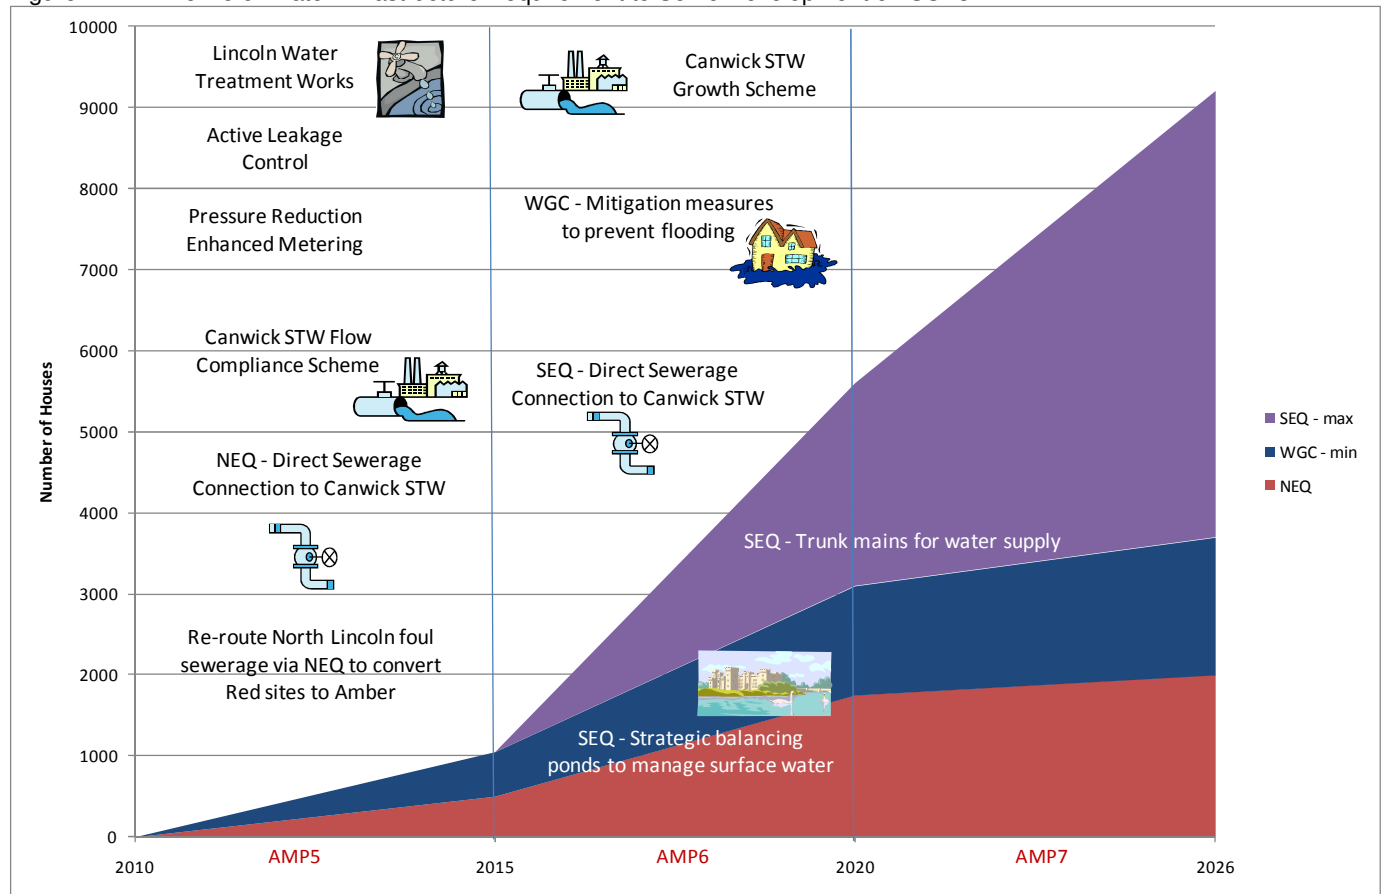 10000
9000
8000
7000
6000
5000
4000
3000
2000
1000
0
Number of Houses
Lincoln Water
Treatment Works
Active Leakage
Control
Pressure Reduction
Enhanced Metering
Canwick STW Flow
Compliance Scheme
NEQ - Direct Sewerage
Connection to Canwick STW
Re-route North Lincoln foul
sewerage via NEQ to convert
Red sites to Amber
Canwick STW
Growth Scheme
WGC - Mitigation measures
to prevent flooding
SEQ - Direct Sewerage
Connection to Canwick STW
SEQ - Trunk mains for water supply
SEQ - Strategic balancing
ponds to manage surface water
SEQ - max
WGC - min
NEQ
AMP5
AMP6
AMP7
2010
2015
2020
2026